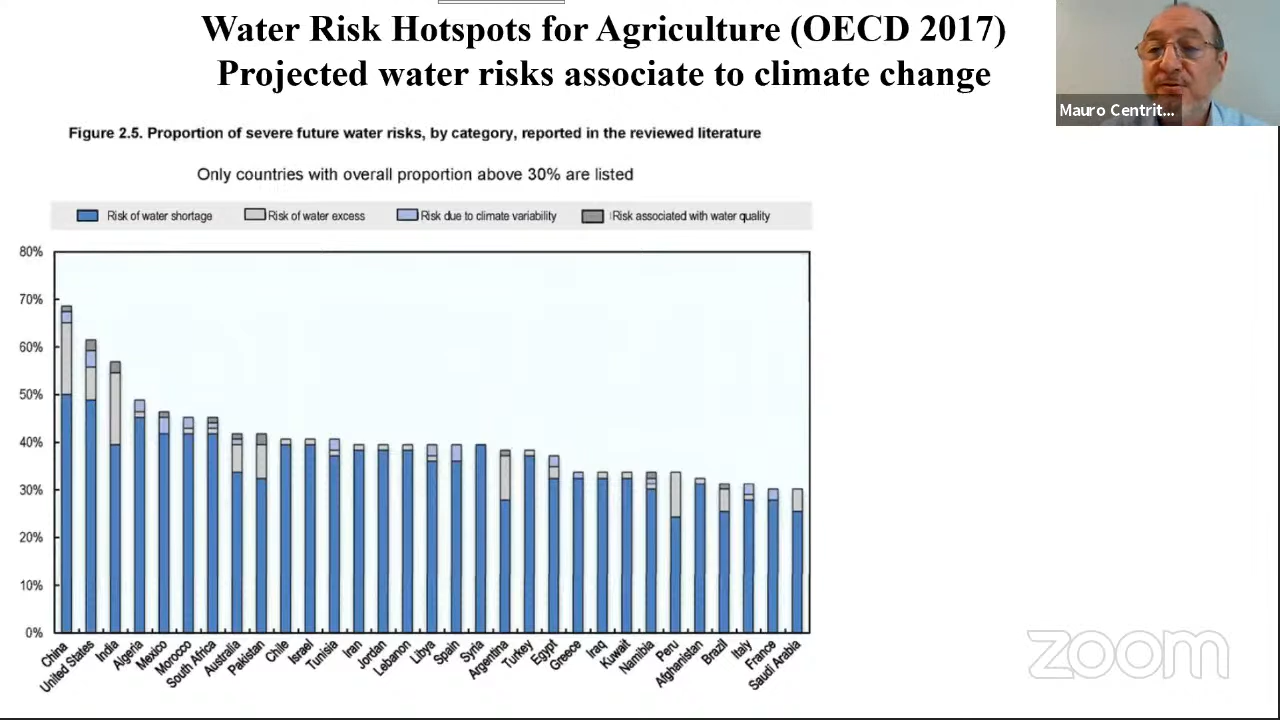 Water Risk Hotspots for Agriculture (OECD 2017)
Projected water risks associate to climate change
Mauro Centrit...
Figure 2.5. Proportion of severe future water risks, by category, reported in the reviewed literature
Only countries with overall proportion above 30% are listed
Risk of water shortage Risk of water excess Risk due to climate variability Risk associated with water quality
80%
70%
60%
50%
40%
30%
20%
10%
0%
China United States India Algeria Mexico Morocco South Africa Australia Pakistan Chile Israel Tunisia Iran Jordan Lebanon Libya Spain Syria Argentina Turkey Egypt Greece Iraq Kuwait Namibia Peru Afghanistan Brazil Italy France Saudi Arabia
zoom